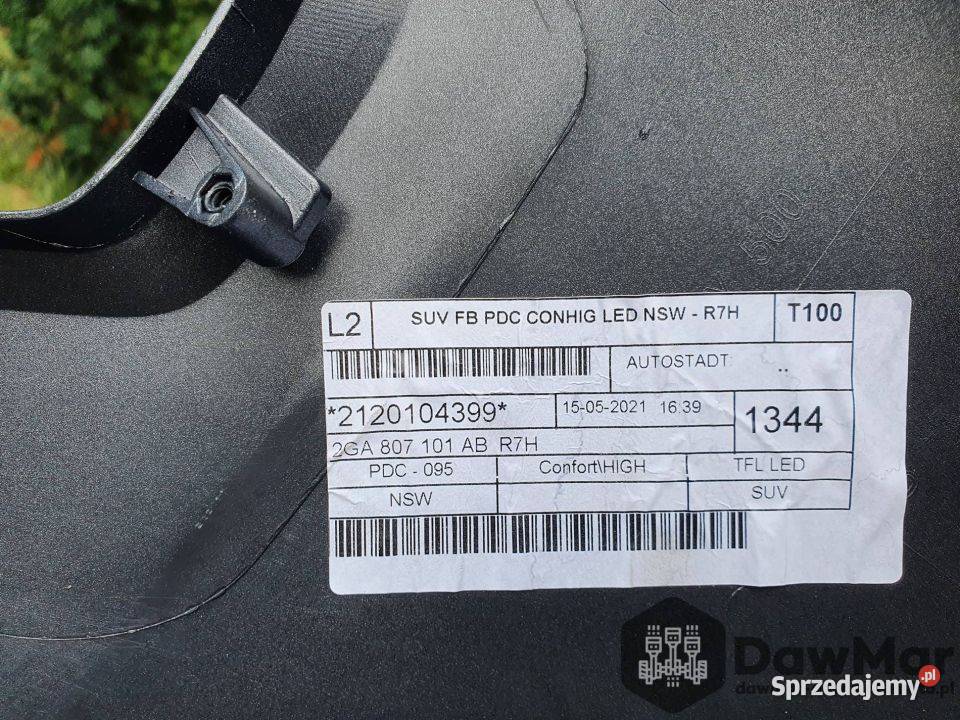 500
L2
SUV FB PDC CONHIG LED NSW - R7H
T100
AUTOSTADT
..
*2120104399*
15-05-2021 16:39
1344
2GA 807 101 AB R7H
PDC - 095
Confort\HIGH
TFL LED
NSW
SUV
DawMar
Sprzedajemy.pl